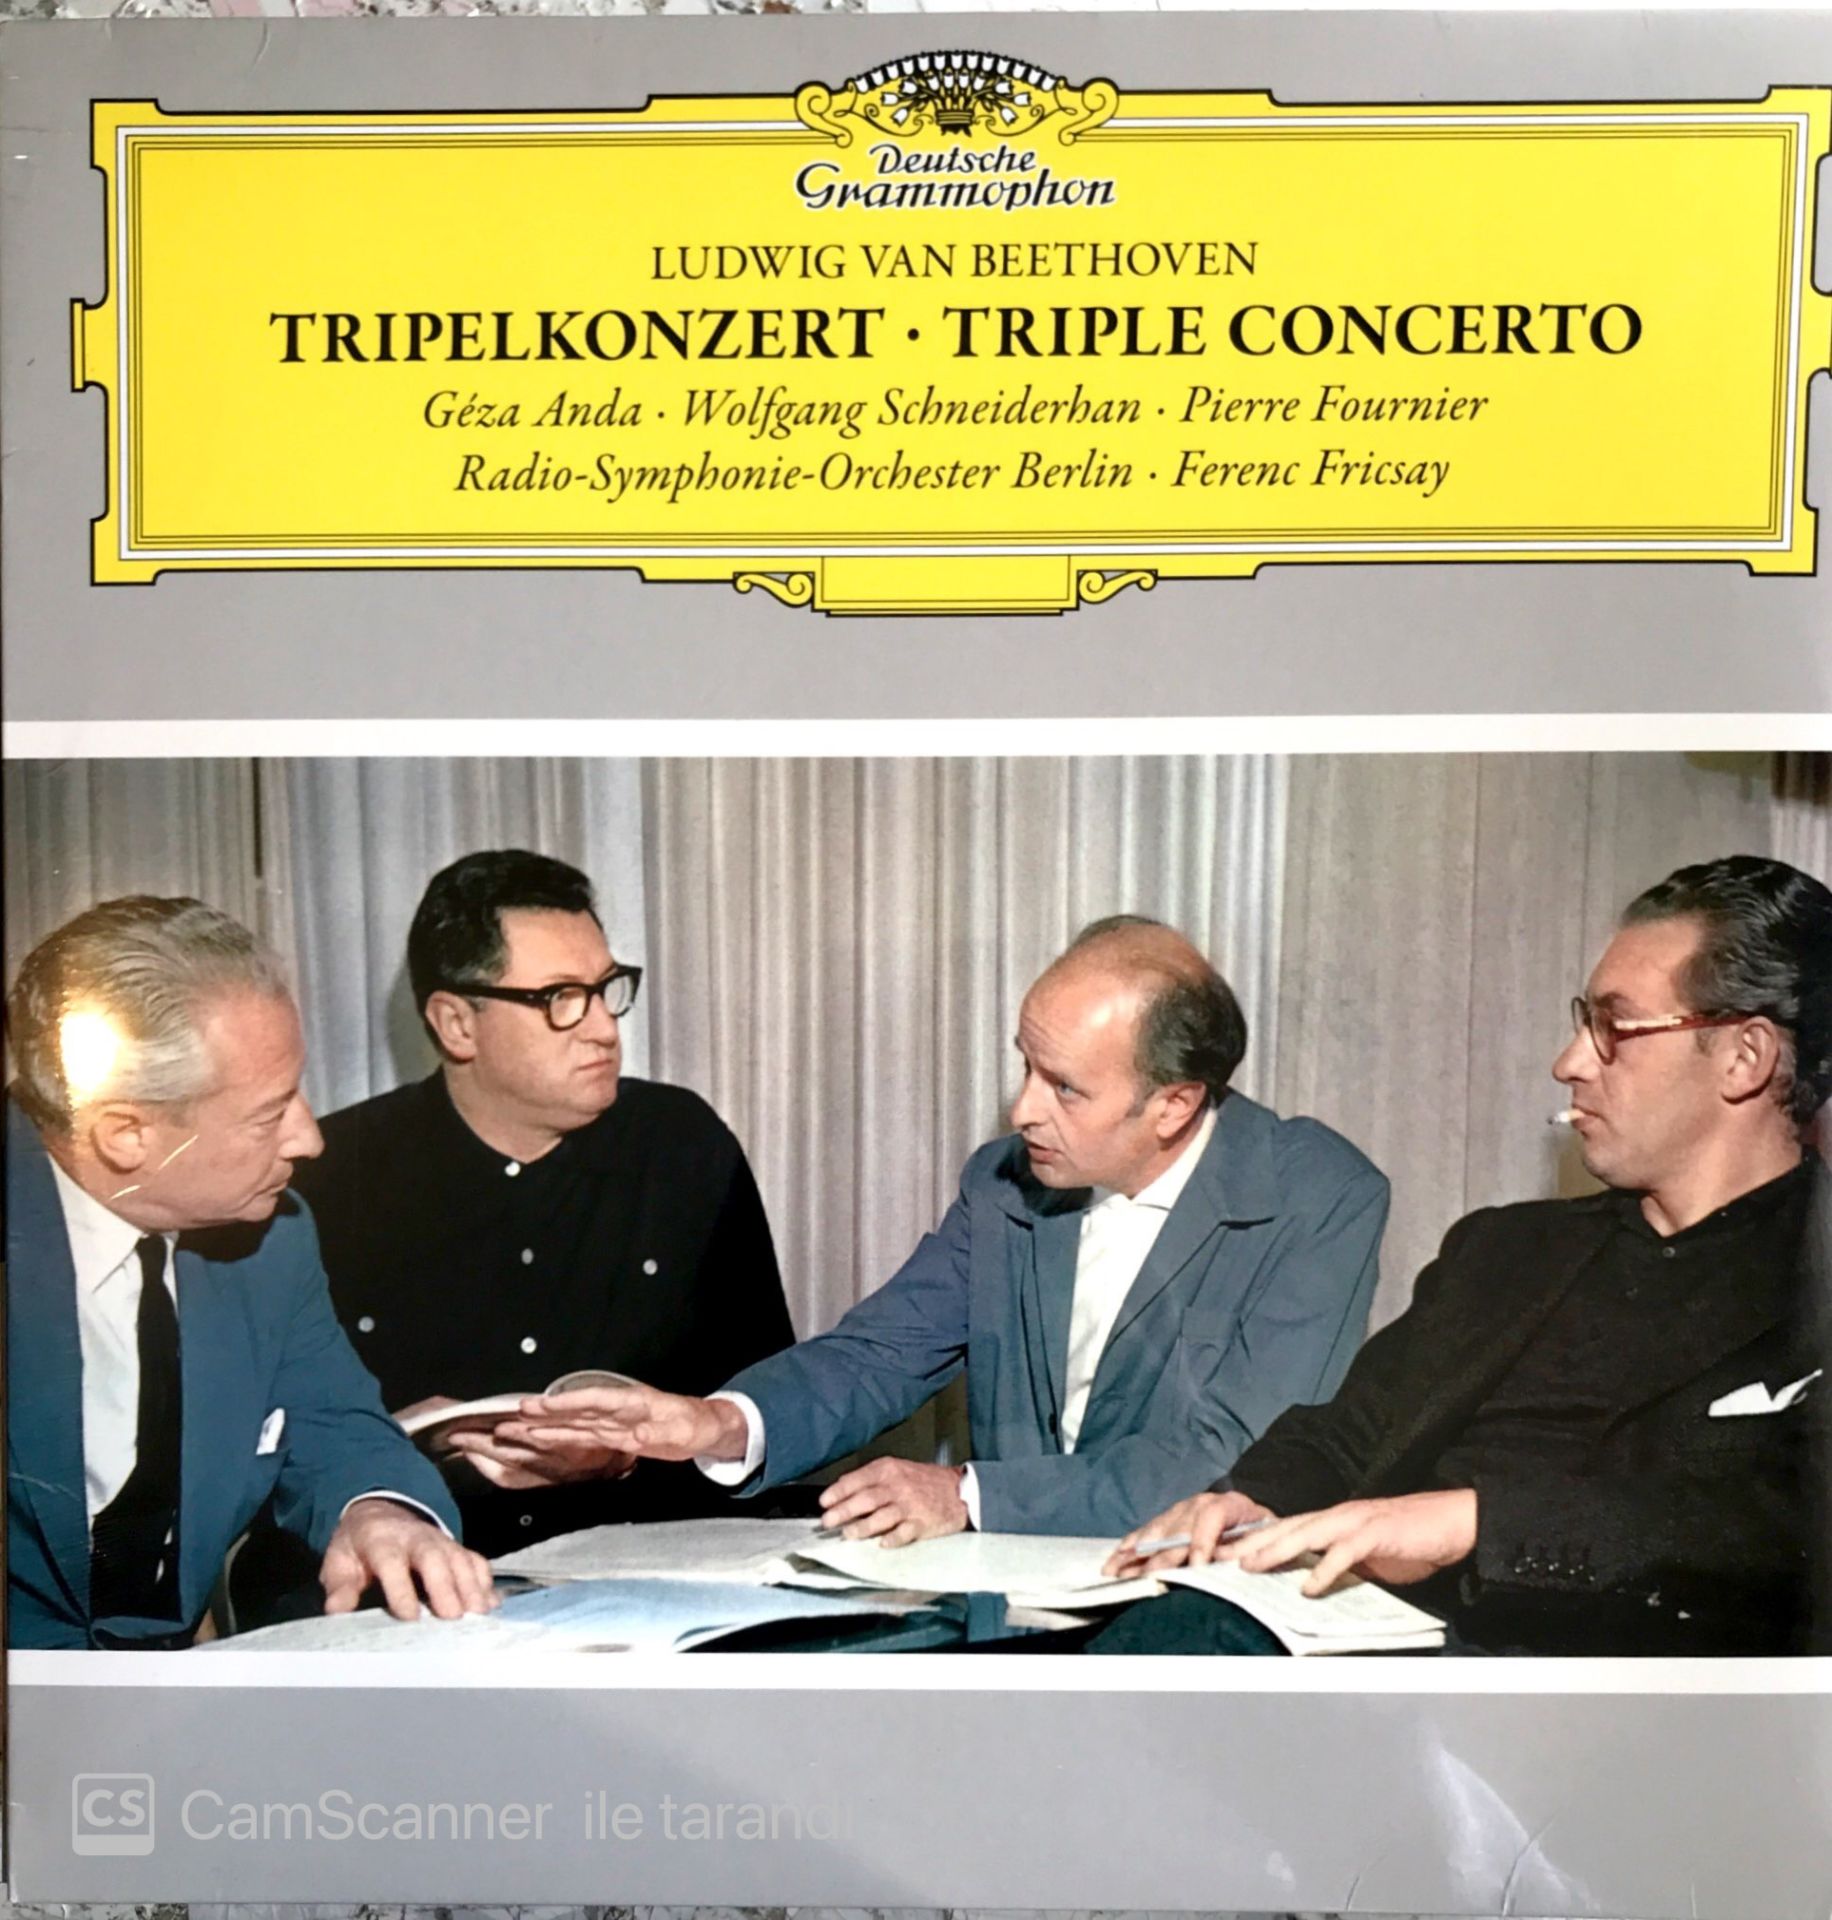 Deutsche
Grammophon
LUDWIG VAN BEETHOVEN
TRIPELKONZERT · TRIPLE CONCERTO
Géza Anda · Wolfgang Schneiderhan · Pierre Fournier
Radio-Symphonie-Orchester Berlin · Ferenc Fricsay
CS CamScanner ile tarandı